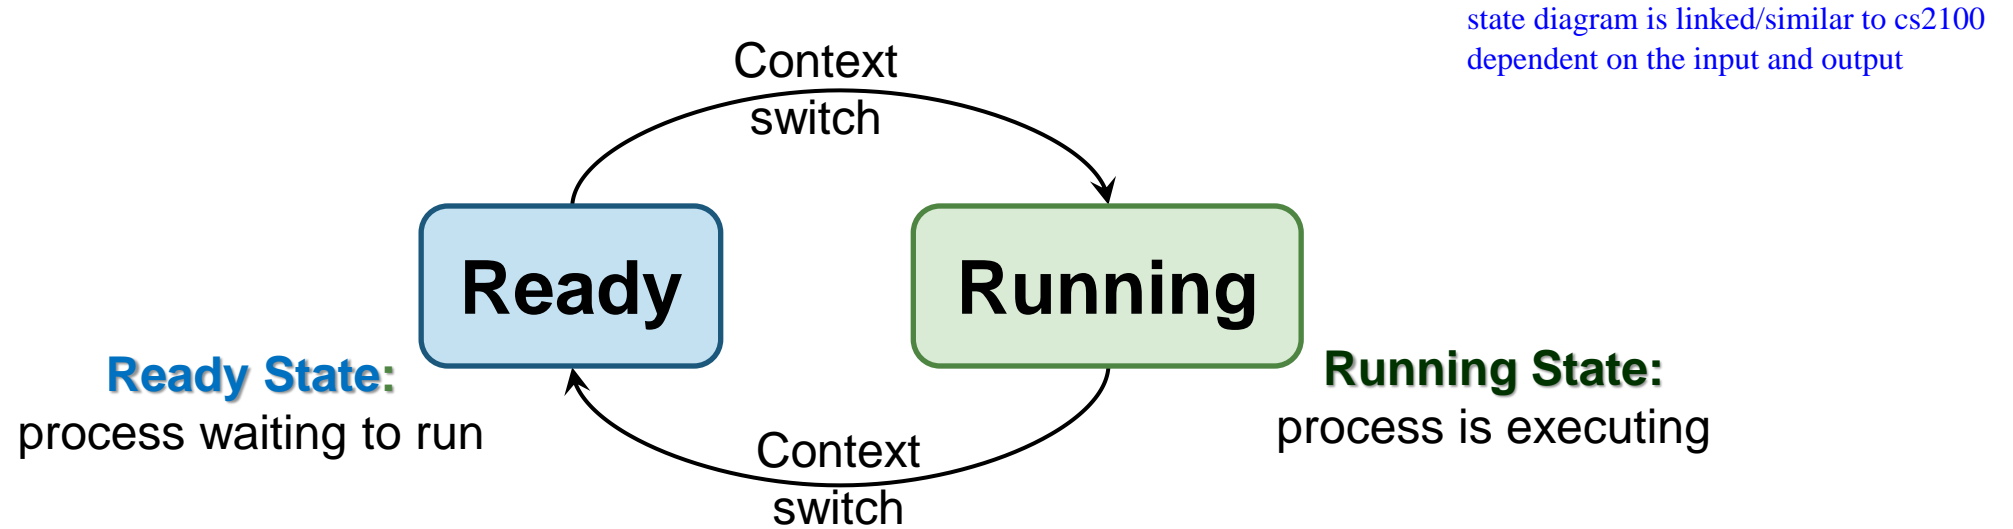 state diagram is linked/similar to cs2100
dependent on the input and output
Context
switch
Ready
Running
Ready State:
process waiting to run
Running State:
process is executing
Context
switch